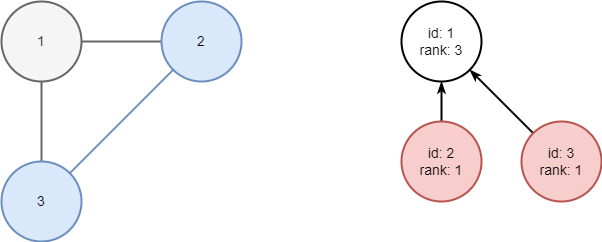 1
2
3
id: 1
rank: 3
id: 2
rank: 1
id: 3
rank: 1